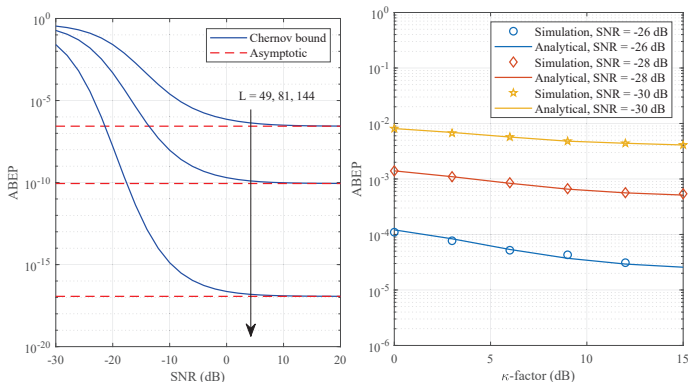 10^0
10^-5
10^-10
10^-15
10^-20
ABEP
-30
-20
-10
0
10
20
SNR (dB)
Chernov bound
Asymptotic
L = 49, 81, 144
10^0
10^-1
10^-2
10^-3
10^-4
10^-5
10^-6
ABEP
0
5
10
15
κ-factor (dB)
Simulation, SNR = -26 dB
Analytical, SNR = -26 dB
Simulation, SNR = -28 dB
Analytical, SNR = -28 dB
Simulation, SNR = -30 dB
Analytical, SNR = -30 dB